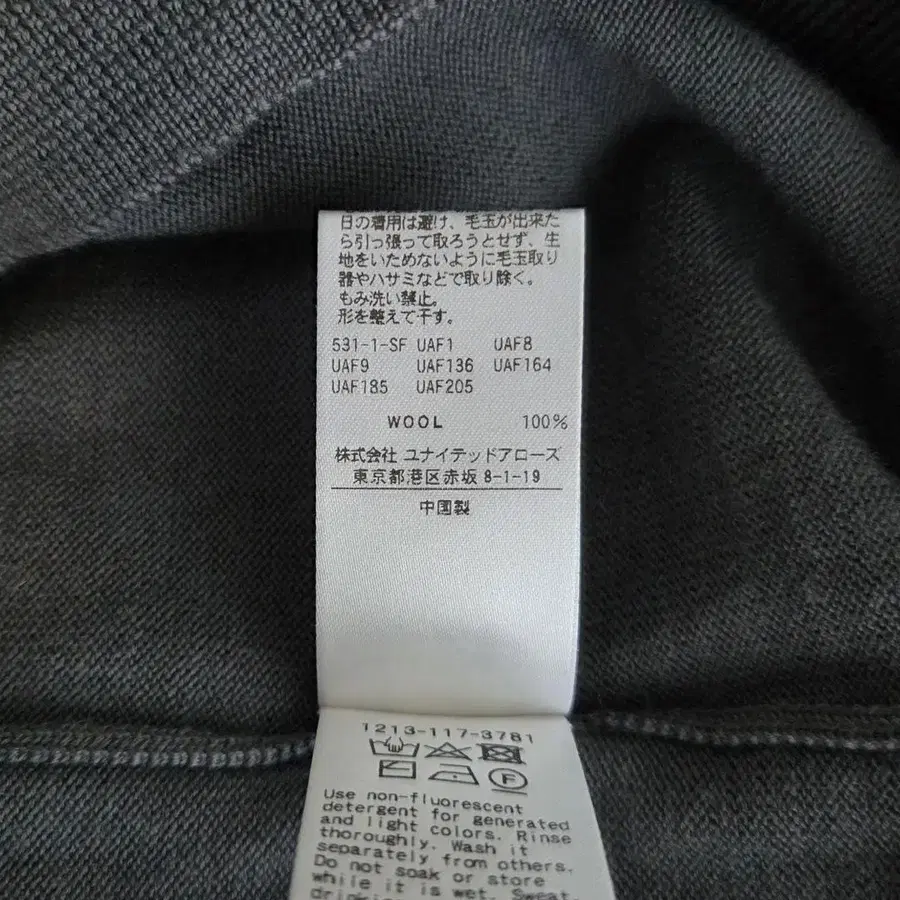 日の着用は避け、毛玉が出来た
ら引っ張って取ろうとせず、生
地をいためないように毛玉取り
器やハサミなどで取り除く。
もみ洗い禁止。
形を整えて干す。
531-1-SF UAF1 UAF8
UAF9 UAF136 UAF164
UAF185 UAF205
WOOL 100%
株式会社 ユナイテッドアローズ
東京都港区赤坂 8-1-19
中国製
1213-117-3781
F
Use non-fluorescent
detergent for generated
and light colors. Rinse
thoroughly. Wash it
separately from others.
Do not soak or store
while it is wet. Sweat,